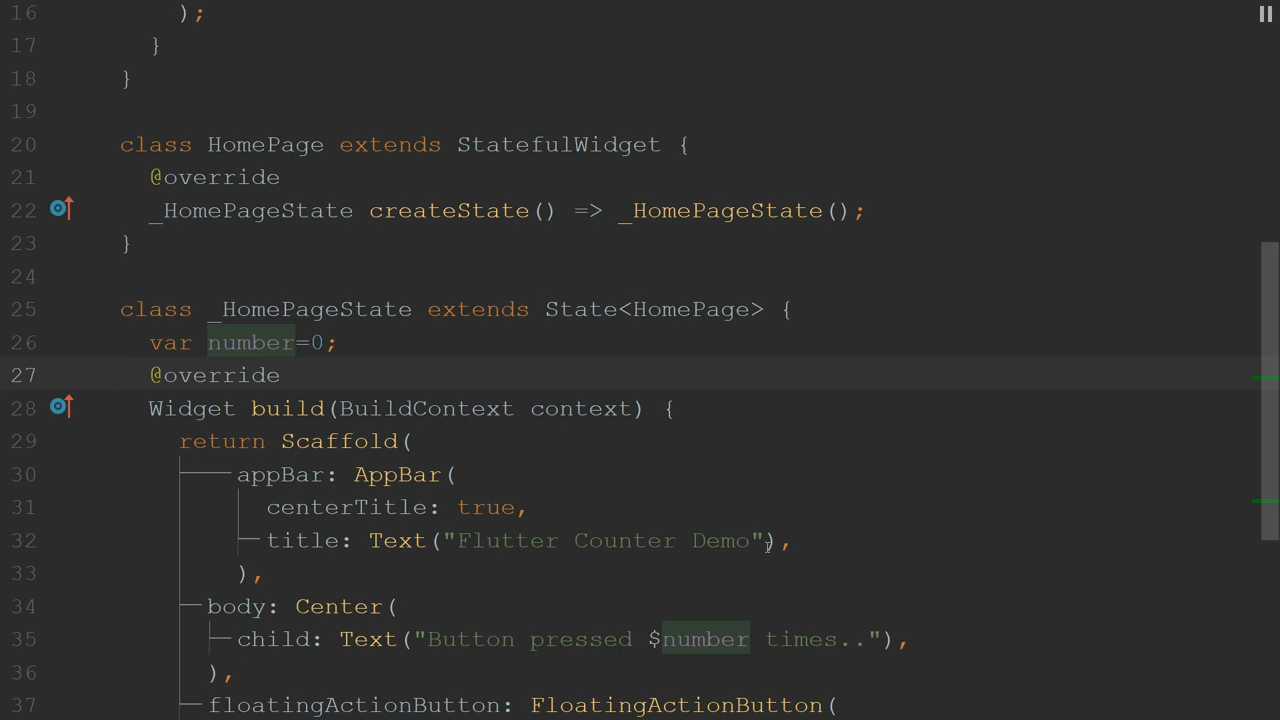 16 );
17 }
18 }
19
20 class HomePage extends StatefulWidget {
21 @override
22 _HomePageState createState() => _HomePageState();
23 }
24
25 class _HomePageState extends State<HomePage> {
26 var number=0;
27 @override
28 Widget build(BuildContext context) {
29 return Scaffold(
30 appBar: AppBar(
31 centerTitle: true,
32 title: Text("Flutter Counter Demo"),
33 ),
34 body: Center(
35 child: Text("Button pressed $number times.."),
36 ),
37 floatingActionButton: FloatingActionButton(